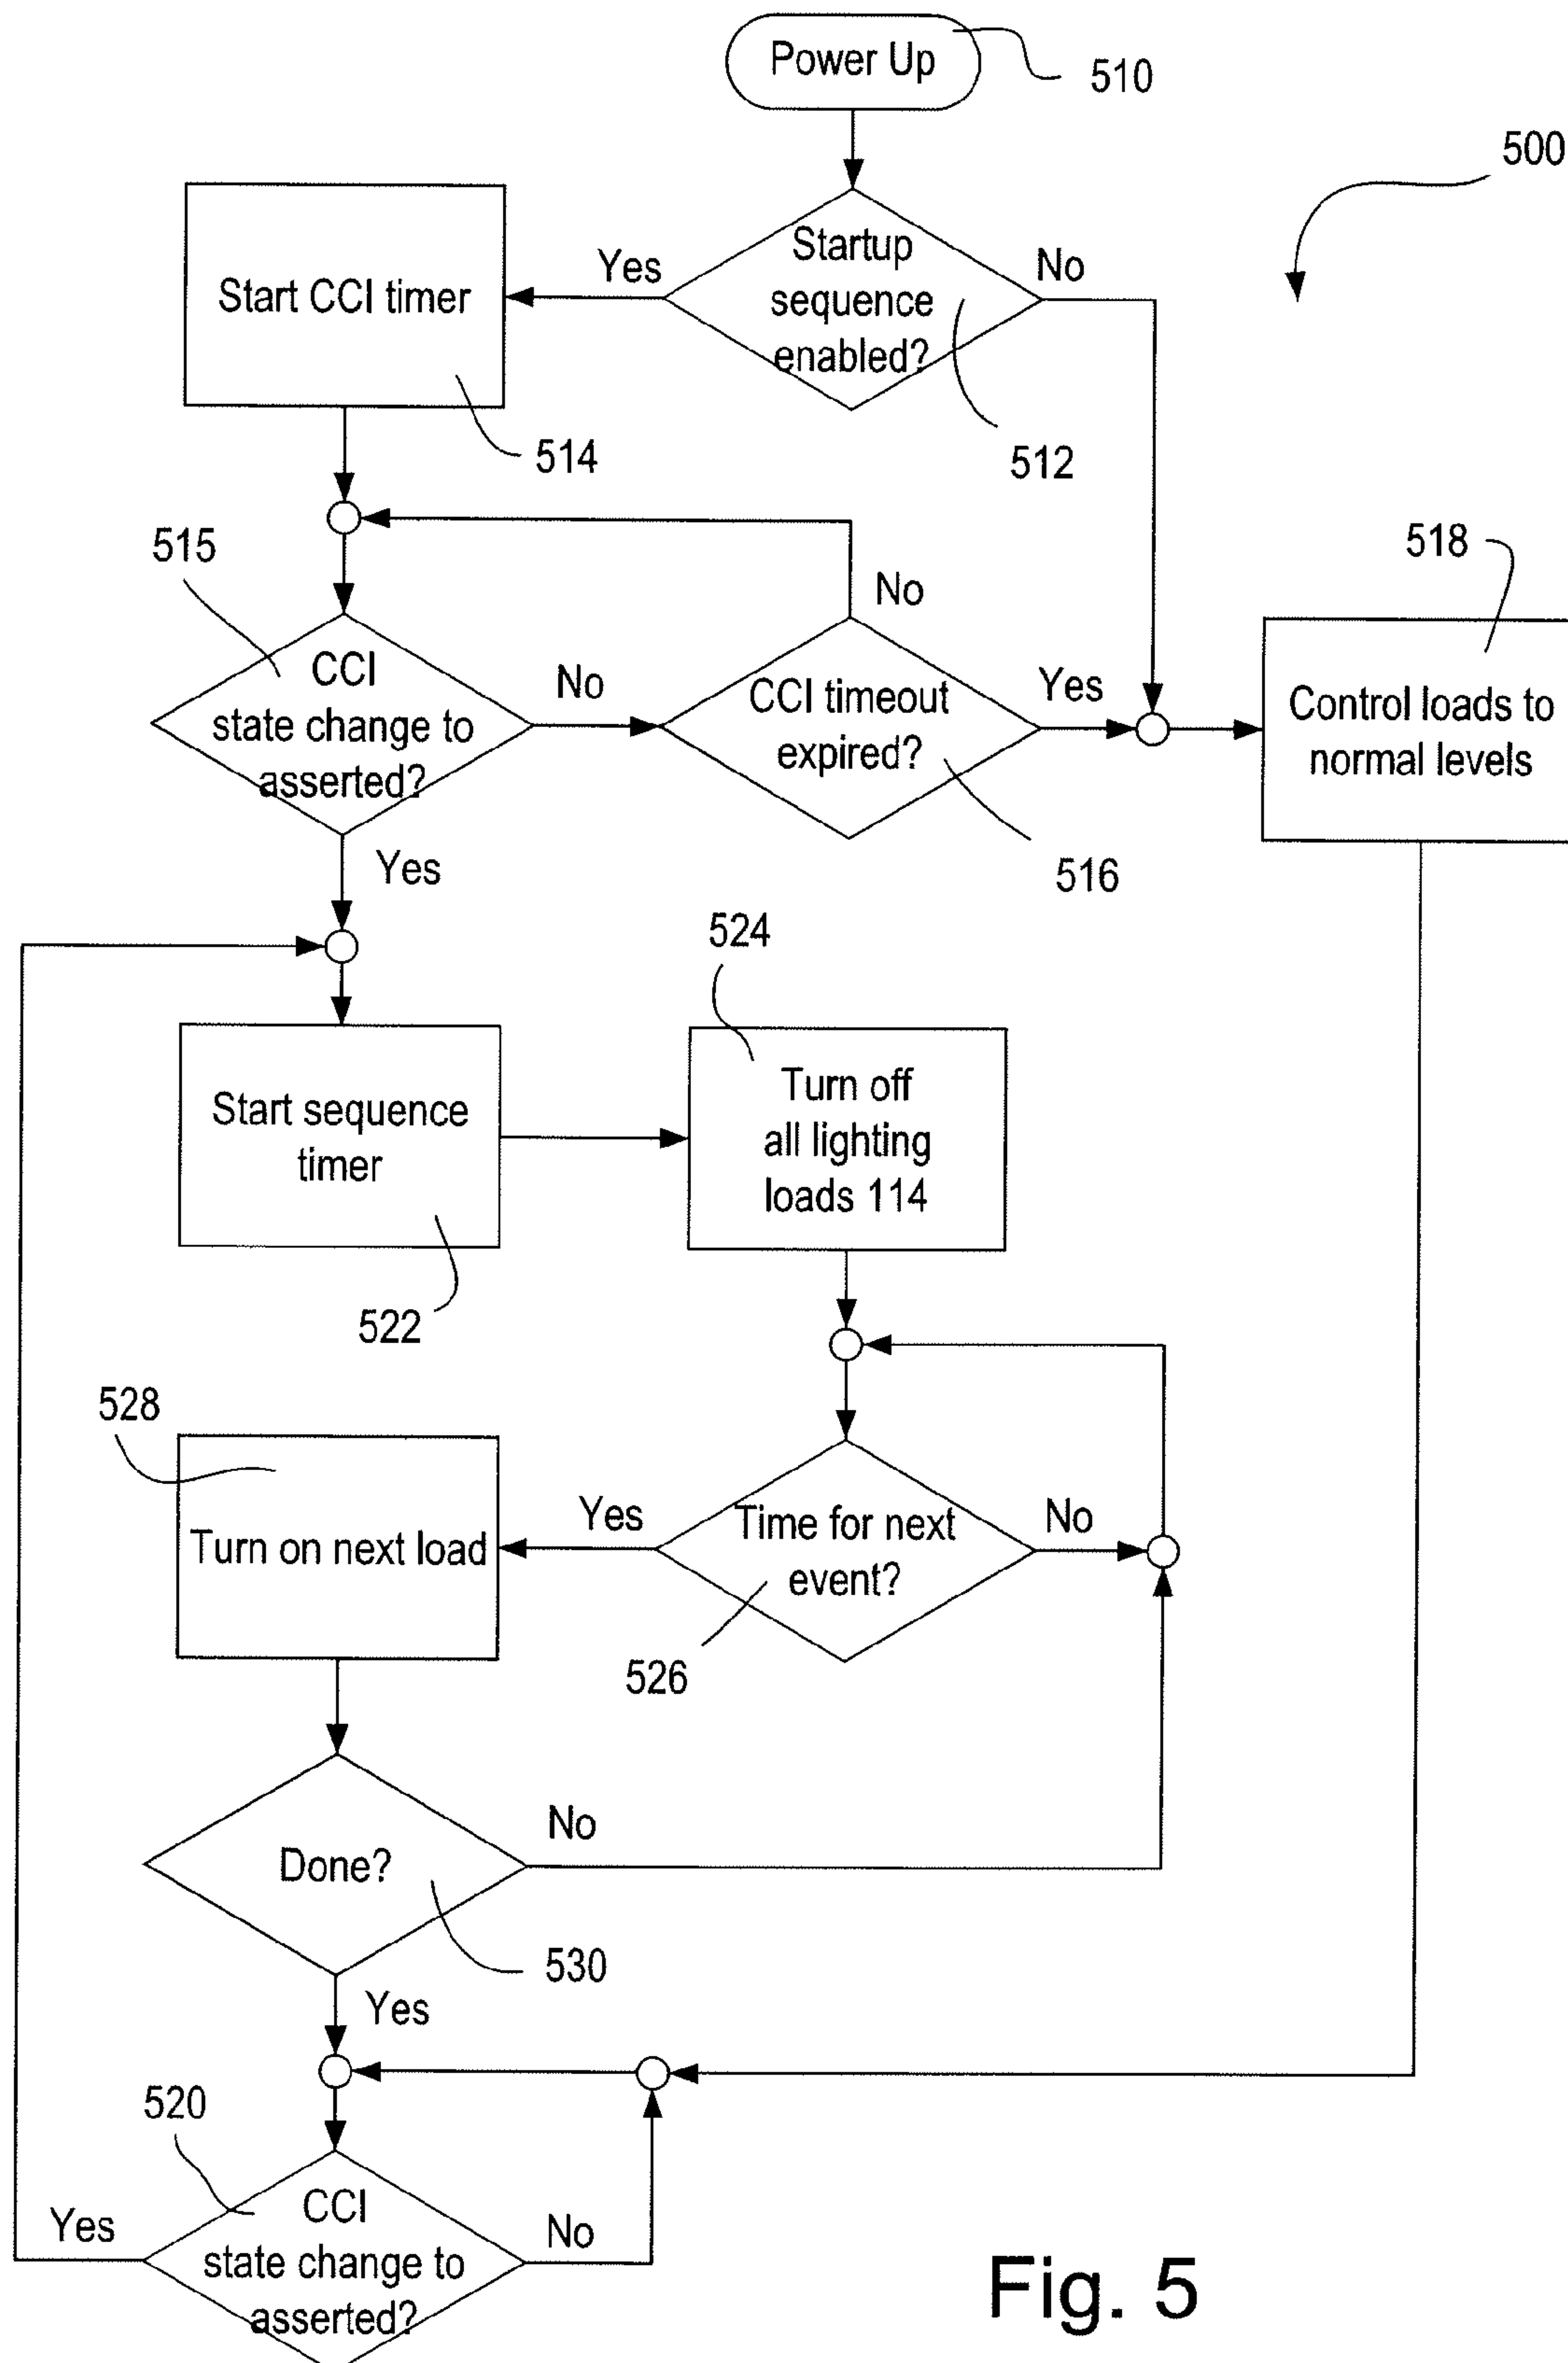 Power Up
510
500
Startup
sequence
enabled?
Yes
No
512
Start CCI timer
514
515
CCI
state change to
asserted?
No
Yes
CCI timeout
expired?
No
Yes
516
518
Control loads to
normal levels
524
Start sequence
timer
522
Turn off
all lighting
loads 114
528
Turn on next load
Yes
Time for next
event?
No
526
Done?
No
530
Yes
520
CCI
state change to
asserted?
Yes
No
Fig. 5